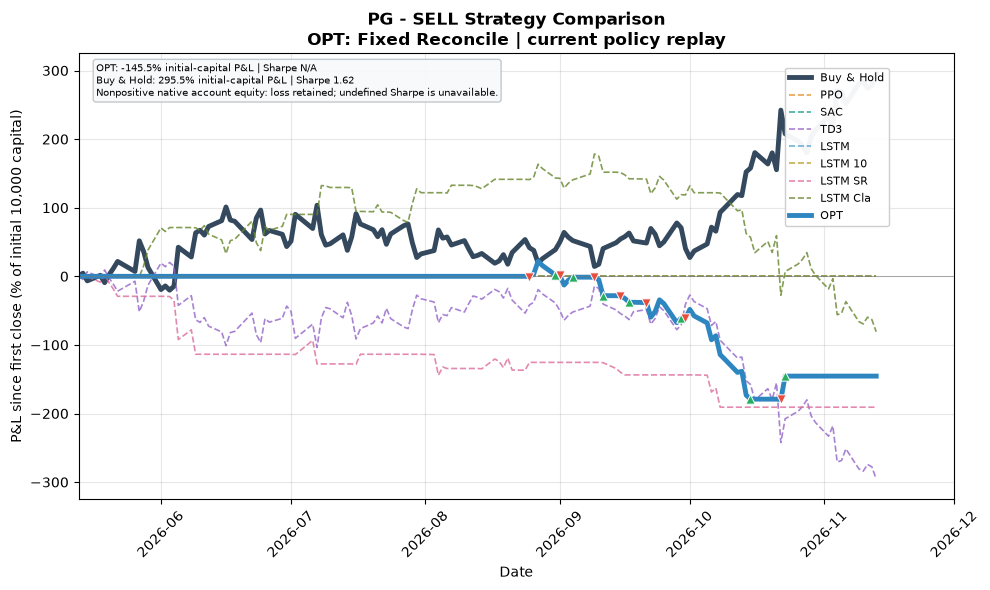 PG - SELL Strategy Comparison
OPT: Fixed Reconcile | current policy replay
OPT: -145.5% initial-capital P&L | Sharpe N/A
Buy & Hold: 295.5% initial-capital P&L | Sharpe 1.62
Nonpositive native account equity: loss retained; undefined Sharpe is unavailable.
Buy & Hold
PPO
SAC
TD3
LSTM
LSTM 10
LSTM SR
LSTM Cla
OPT
P&L since first close (% of initial 10,000 capital)
300
200
100
0
−100
−200
−300
2026-06
2026-07
2026-08
2026-09
2026-10
2026-11
2026-12
Date